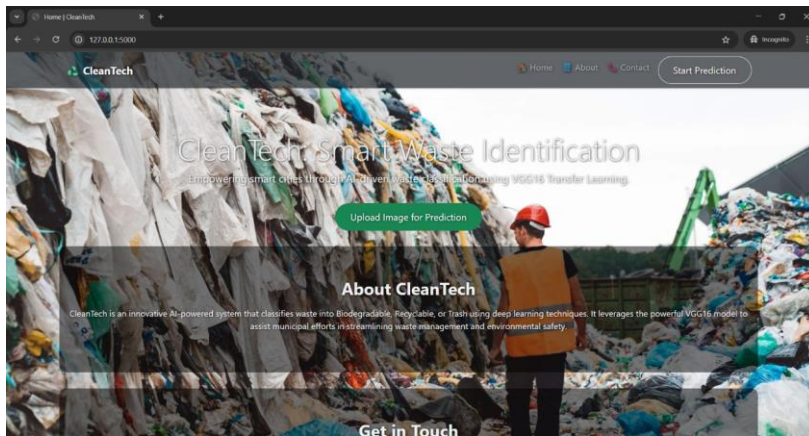 Home | CleanTech
127.0.0.1:5000
Incognito
CleanTech
Home
About
Contact
Start Prediction
CleanTech: Smart Waste Identification
Empowering smart cities through AI-driven waste classification using VGG16 Transfer Learning.
Upload Image for Prediction
About CleanTech
CleanTech is an innovative AI-powered system that classifies waste into Biodegradable, Recyclable, or Trash using deep learning techniques. It leverages the powerful VGG16 model to
assist municipal efforts in streamlining waste management and environmental safety.
Get in Touch